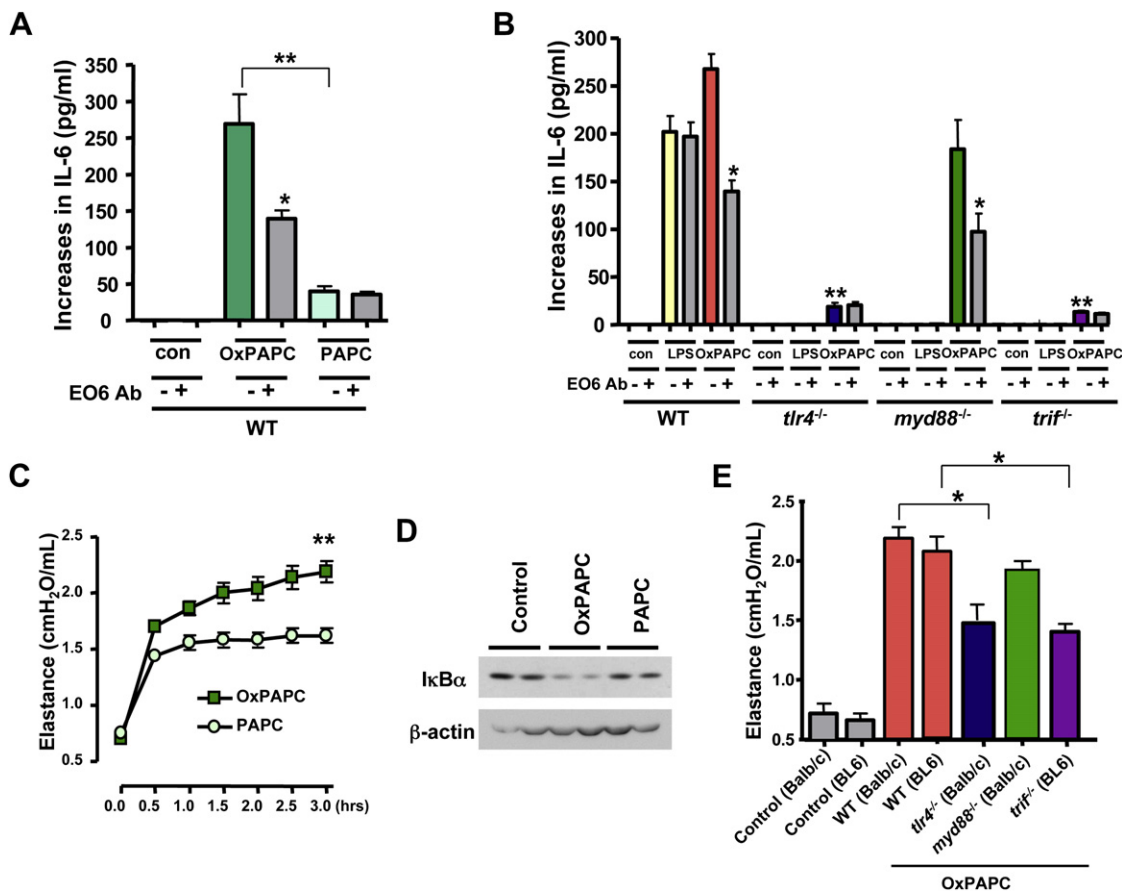 A
Increases in IL-6 (pg/ml)
350
300
250
200
150
100
50
0
**
*
con OxPAPC PAPC
EO6 Ab - + - + - +
WT
B
Increases in IL-6 (pg/ml)
300
250
200
150
100
50
0
*
**
*
**
con LPS OxPAPC con LPS OxPAPC con LPS OxPAPC con LPS OxPAPC
EO6 Ab - + - + - + - + - + - + - + - + - + - + - + - +
WT tlr4-/- myd88-/- trif-/-
C
Elastance (cmH2O/mL)
2.5
2.0
1.5
1.0
0.5
**
OxPAPC
PAPC
0.0 0.5 1.0 1.5 2.0 2.5 3.0 (hrs)
D
Control OxPAPC PAPC
IκBα
β-actin
E
Elastance (cmH2O/mL)
2.5
2.0
1.5
1.0
0.5
*
*
Control (Balb/c)
Control (BL6)
WT (Balb/c)
WT (BL6)
tlr4-/- (Balb/c)
myd88-/- (Balb/c)
trif-/- (BL6)
OxPAPC